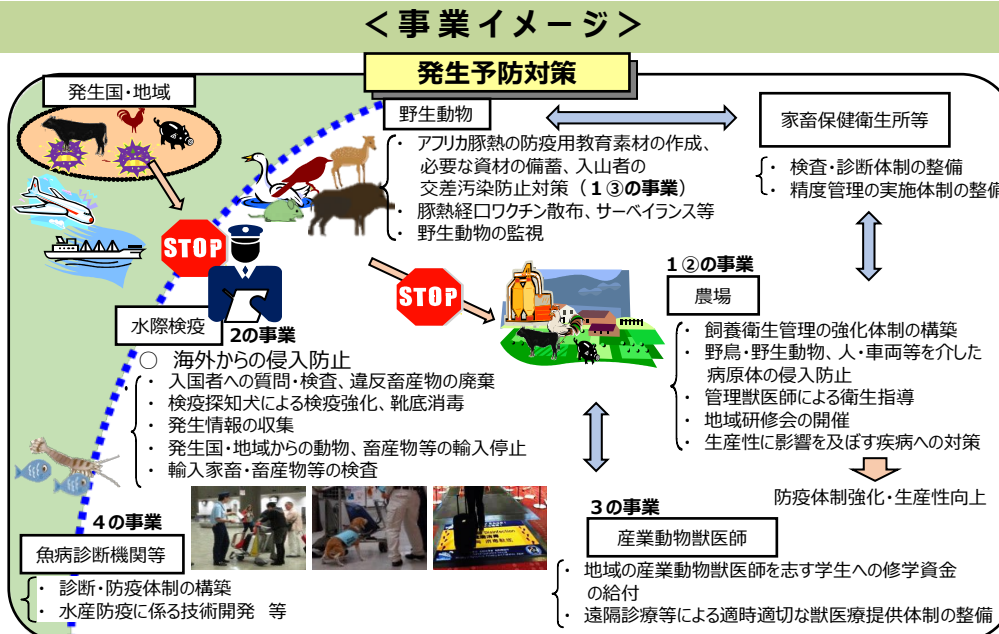 ＜事業イメージ＞
発生予防対策
発生国・地域
野生動物
・ アフリカ豚熱の防疫用教育素材の作成、
必要な資材の備蓄、入山者の
交差汚染防止対策（１③の事業）
・ 豚熱経口ワクチン散布、サーベイランス等
・ 野生動物の監視
家畜保健衛生所等
・ 検査・診断体制の整備
・ 精度管理の実施体制の整備
STOP
STOP
１②の事業
農場
・ 飼養衛生管理の強化体制の構築
・ 野鳥・野生動物、人・車両等を介した
病原体の侵入防止
・ 管理獣医師による衛生指導
・ 地域研修会の開催
・ 生産性に影響を及ぼす疾病への対策
防疫体制強化・生産性向上
水際検疫
２の事業
○ 海外からの侵入防止
・ 入国者への質問・検査、違反畜産物の廃棄
・ 検疫探知犬による検疫強化、靴底消毒
・ 発生情報の収集
・ 発生国・地域からの動物、畜産物等の輸入停止
・ 輸入家畜・畜産物等の検査
４の事業
魚病診断機関等
・ 診断・防疫体制の構築
・ 水産防疫に係る技術開発 等
３の事業
産業動物獣医師
・ 地域の産業動物獣医師を志す学生への修学資金
の給付
・ 遠隔診療等による適時適切な獣医療提供体制の整備